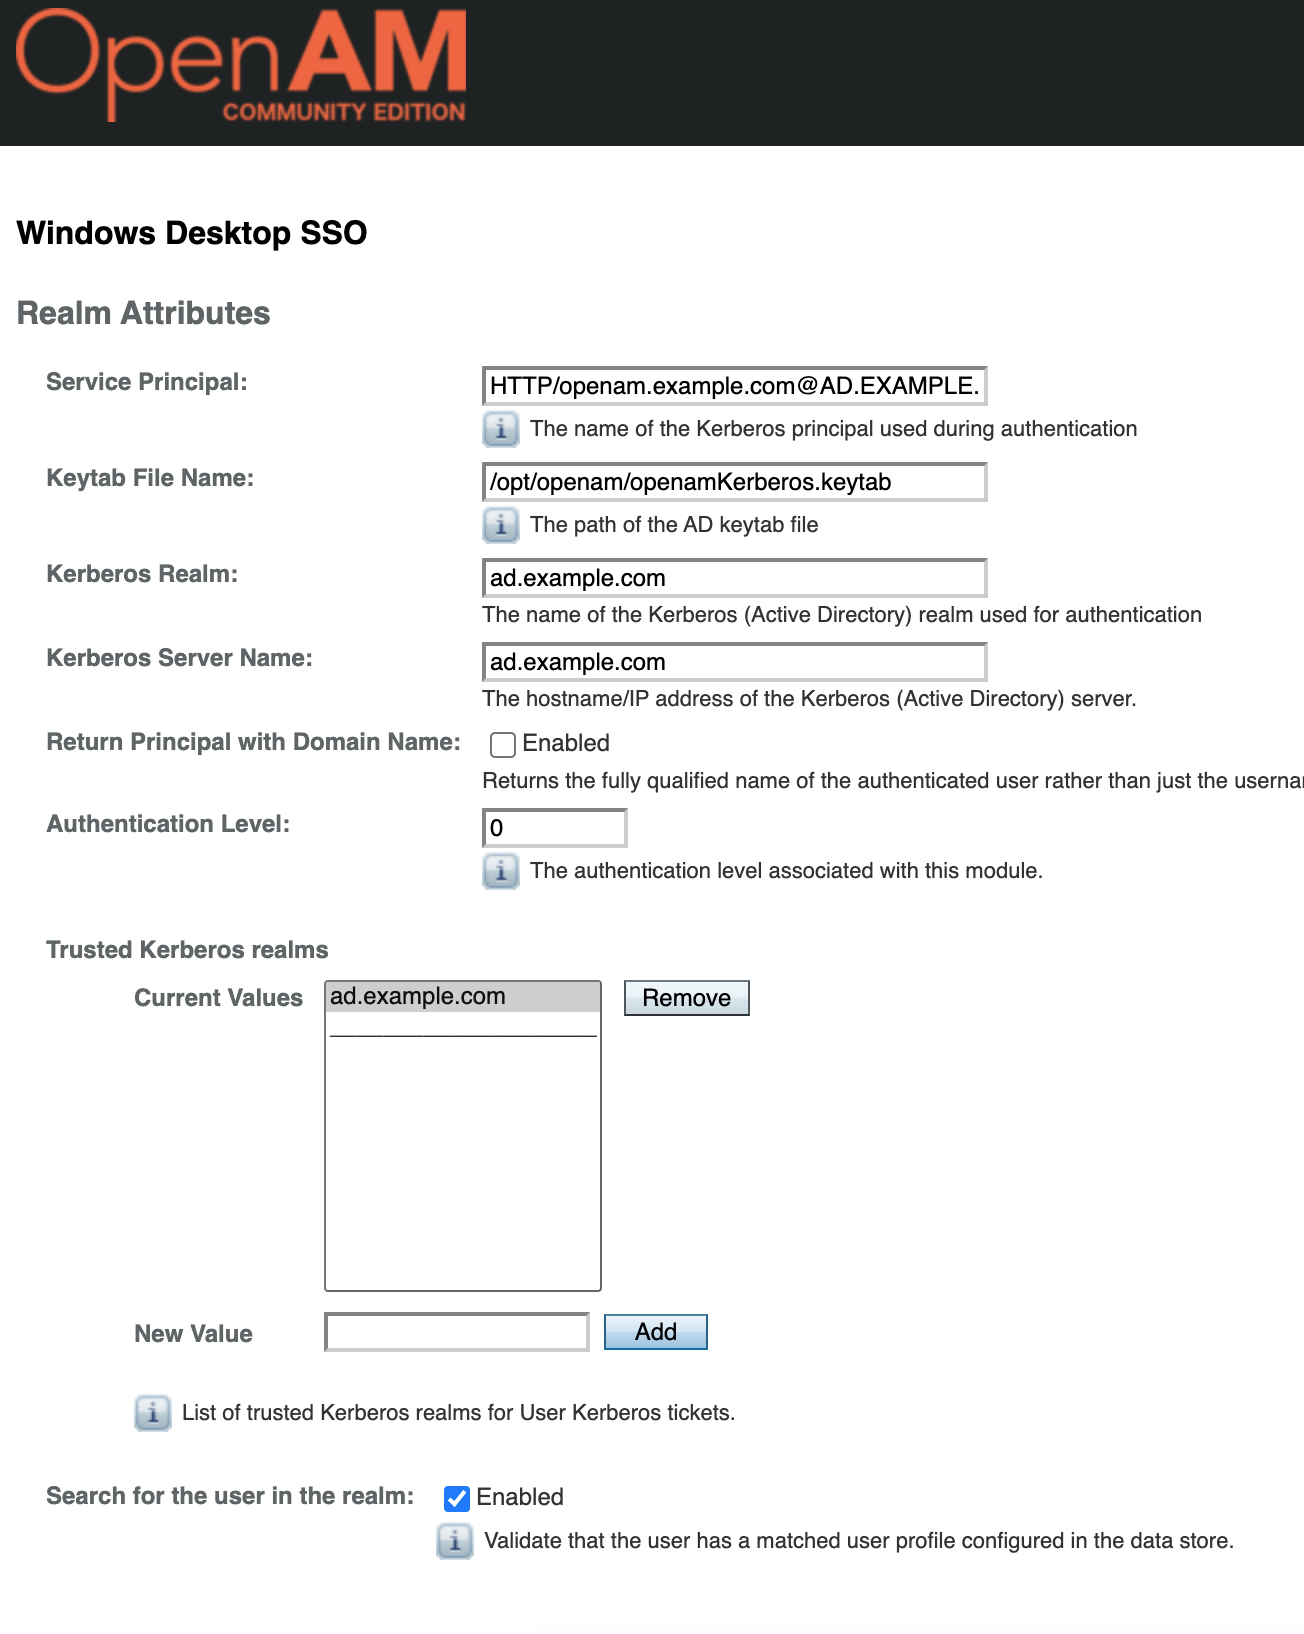 OpenAM
COMMUNITY EDITION
Windows Desktop SSO
Realm Attributes
Service Principal: HTTP/openam.example.com@AD.EXAMPLE.
The name of the Kerberos principal used during authentication
Keytab File Name: /opt/openam/openamKerberos.keytab
The path of the AD keytab file
Kerberos Realm: ad.example.com
The name of the Kerberos (Active Directory) realm used for authentication
Kerberos Server Name: ad.example.com
The hostname/IP address of the Kerberos (Active Directory) server.
Return Principal with Domain Name: Enabled
Returns the fully qualified name of the authenticated user rather than just the
Authentication Level: 0
The authentication level associated with this module.
Trusted Kerberos realms
Current Values ad.example.com Remove
New Value Add
List of trusted Kerberos realms for User Kerberos tickets.
Search for the user in the realm: Enabled
Validate that the user has a matched user profile configured in the data store.